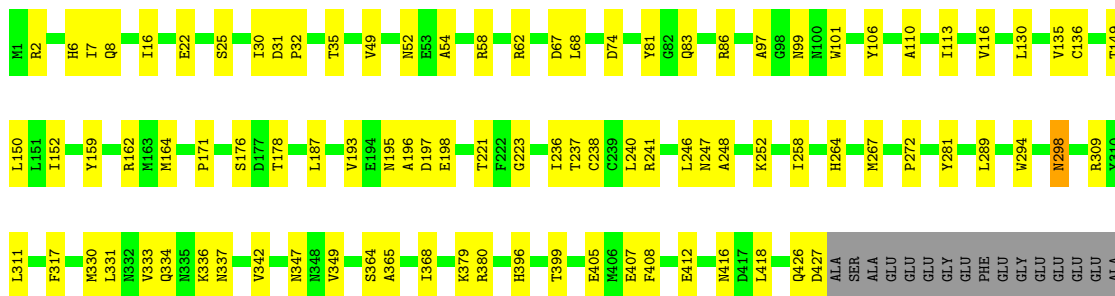 M1 R2 H6 I7 Q8 I16 E22 S25 I30 D31 P32 T35 V49 N52 E53 A54 R58 R62 D67 L68 D74 Y81 G82 Q83 R86 A97 G98 N99 N100 W101 Y106 A110 I113 V116 L130 V135 C136
L150 L151 I152 Y159 R162 M163 M164 P171 S176 D177 T178 L187 V193 E194 N195 A196 D197 E198 T221 F222 G223 I236 T237 C238 C239 L240 R241 L246 N247 A248 K252 I258 H264 M267 P272 Y281 L289 W294 N298 R309
L311 F317 M330 L331 N332 V333 Q334 N335 K336 N337 V342 N347 N348 V349 S364 A365 I368 K379 R380 H396 T399 E405 M406 E407 F408 E412 N416 D417 L418 Q426 D427 ALA SER ALA GLU GLU GLU GLY GLU PHE GLU GLY GLU GLU GLU GLU ALA